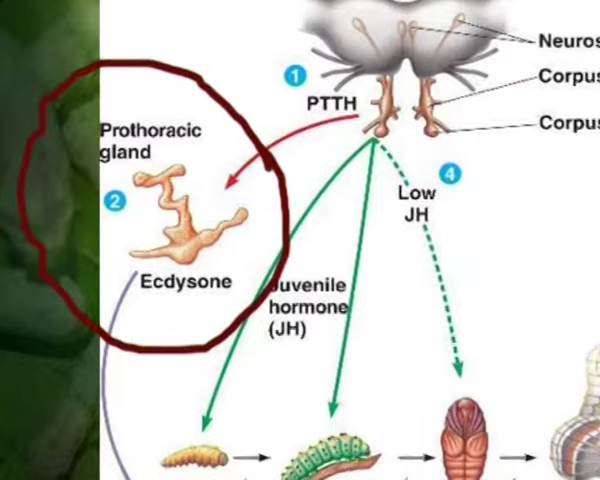 Neuros
1
Corpus
PTTH
Corpus
Prothoracic
gland
4
2
Low
JH
Ecdysone
Juvenile
hormone
(JH)